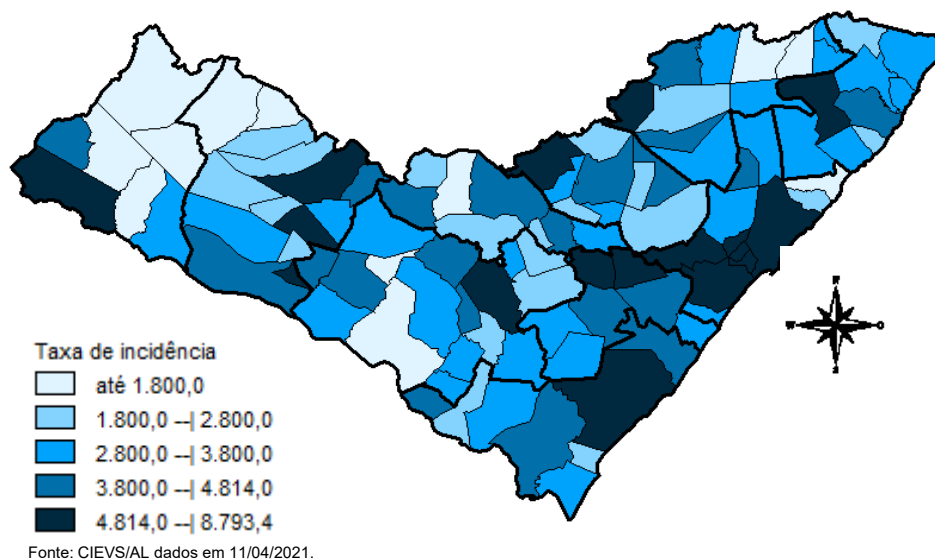 Taxa de incidência
até 1.800,0
1.800,0 --| 2.800,0
2.800,0 --| 3.800,0
3.800,0 --| 4.814,0
4.814,0 --| 8.793,4
Fonte: CIEVS/AL dados em 11/04/2021.